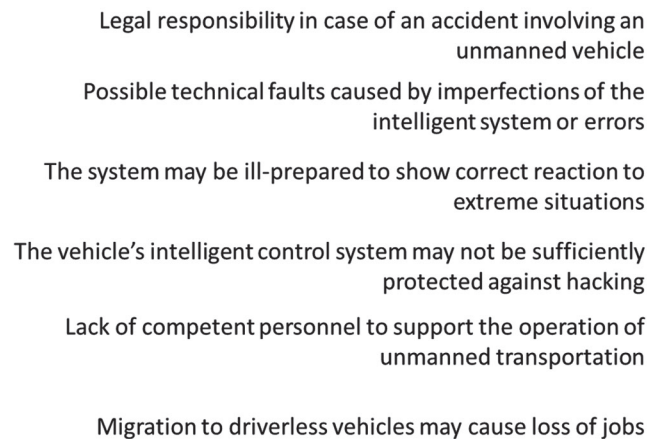 Legal responsibility in case of an accident involving an
unmanned vehicle
Possible technical faults caused by imperfections of the
intelligent system or errors
The system may be ill-prepared to show correct reaction to
extreme situations
The vehicle’s intelligent control system may not be sufficiently
protected against hacking
Lack of competent personnel to support the operation of
unmanned transportation
Migration to driverless vehicles may cause loss of jobs